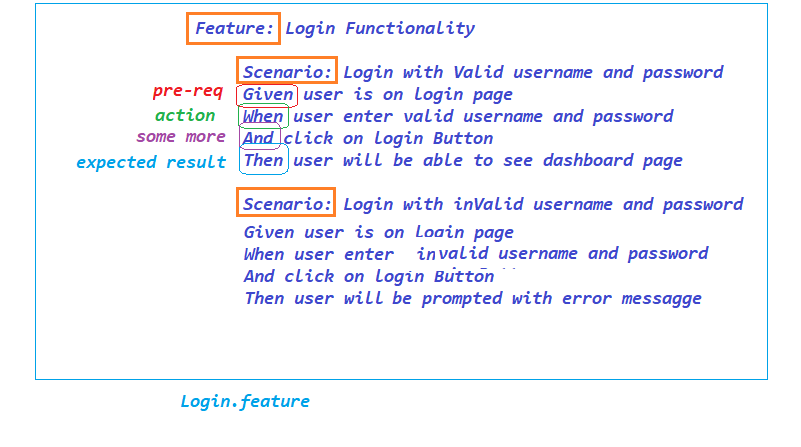 Feature: Login Functionality
Scenario: Login with Valid username and password
pre-req Given user is on login page
action When user enter valid username and password
some more And click on login Button
expected result Then user will be able to see dashboard page
Scenario: Login with inValid username and password
Given user is on login page
When user enter invalid username and password
And click on login Button
Then user will be prompted with error messagge
Login.feature